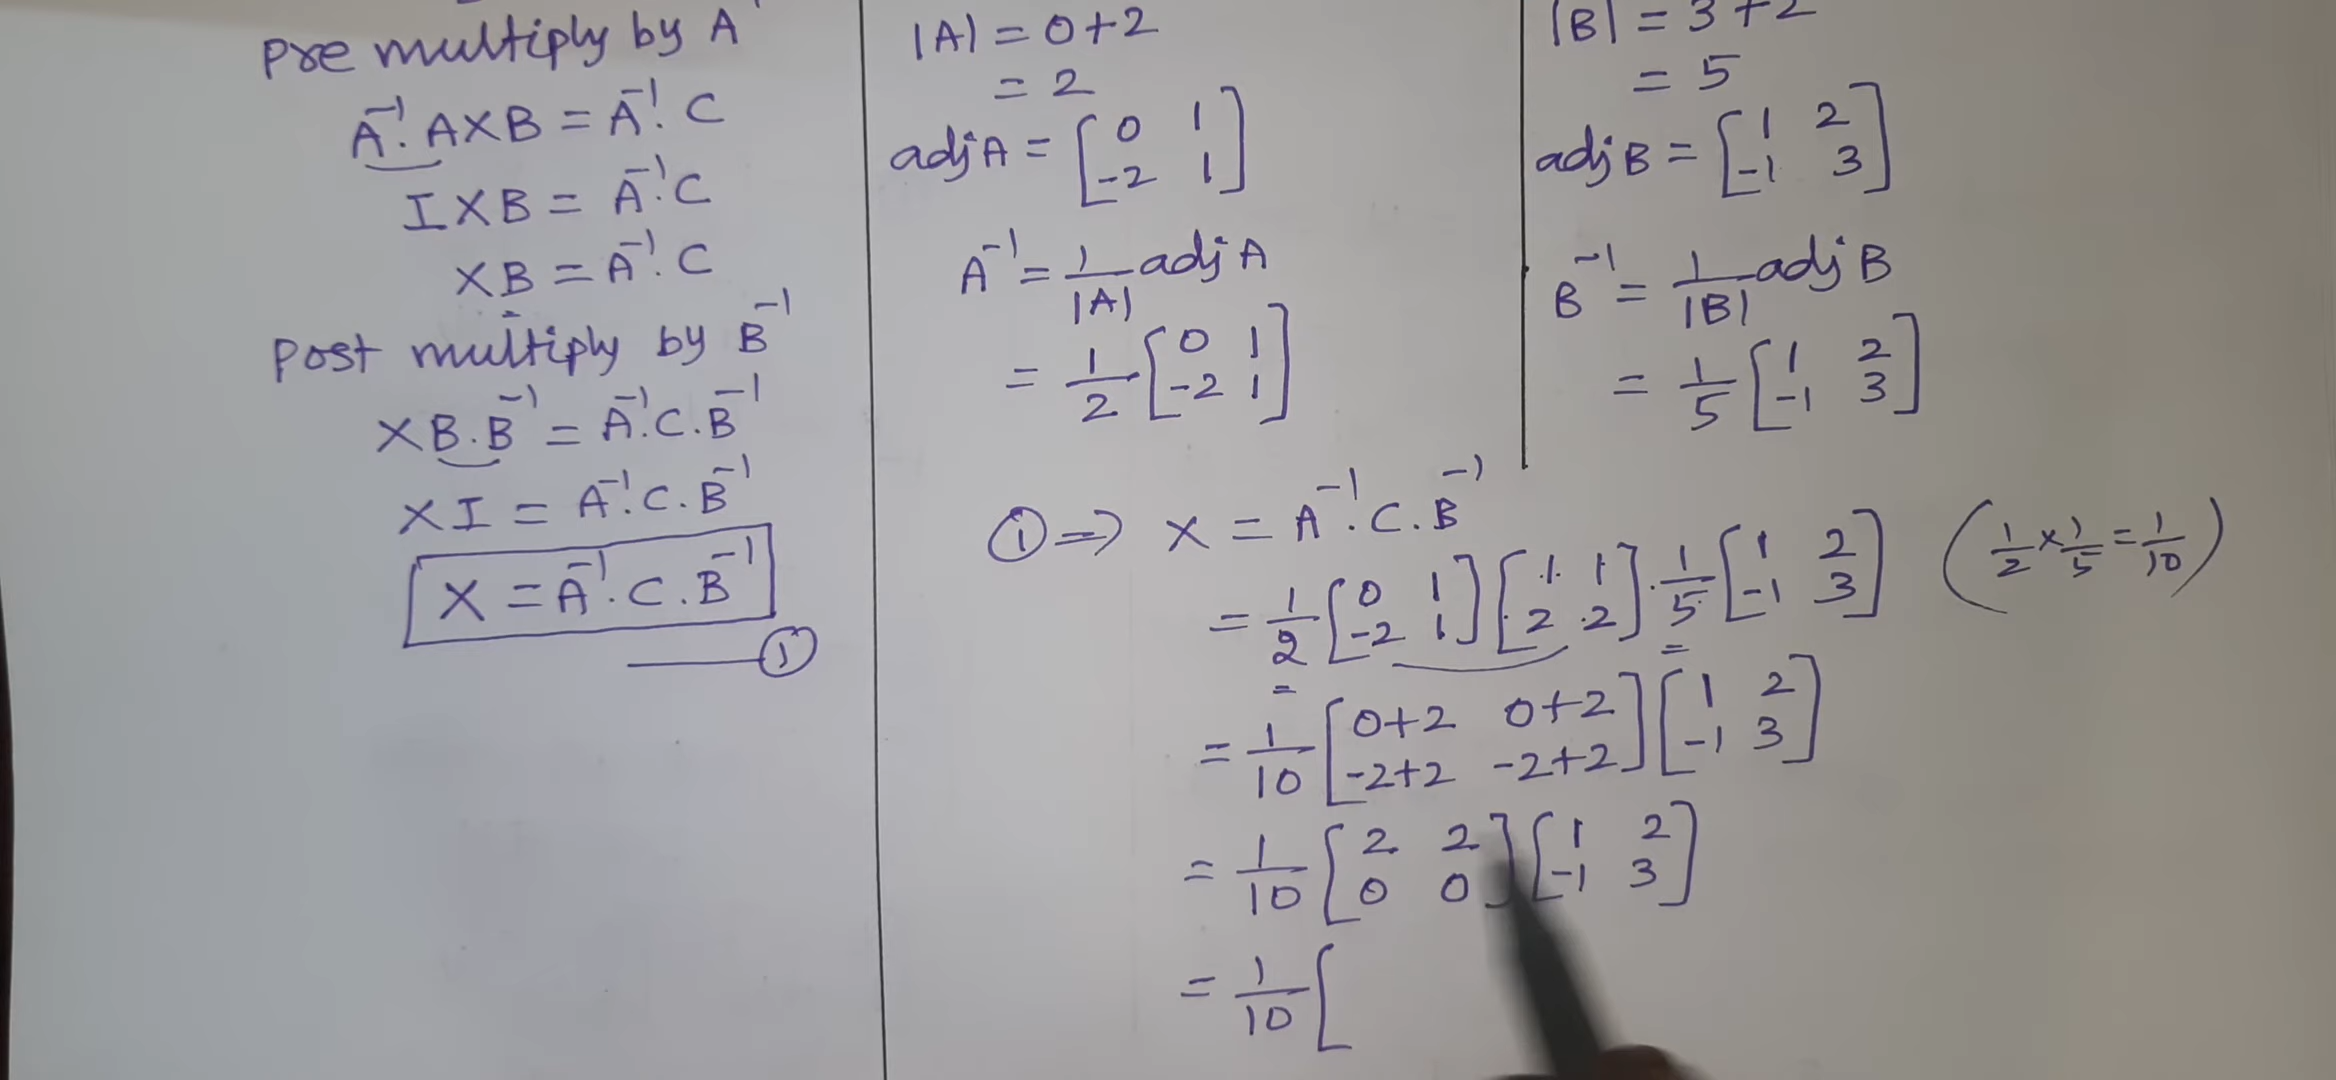 Pre multiply by A⁻¹
A⁻¹. AXB = A⁻¹. C
IXB = A⁻¹. C
XB = A⁻¹. C
Post multiply by B⁻¹
XB. B⁻¹ = A⁻¹. C. B⁻¹
XI = A⁻¹. C. B⁻¹
X = A⁻¹. C. B⁻¹
①
|A| = 0+2
= 2
adj A = [0 1
-2 1]
A⁻¹ = 1/|A| adj A
= 1/2 [0 1
-2 1]
|B| = 3+2
= 5
adj B = [1 2
-1 3]
B⁻¹ = 1/|B| adj B
= 1/5 [1 2
-1 3]
① ⇒ X = A⁻¹. C. B⁻¹
= 1/2 [0 1 ] [1 1 ] . 1/5 [1 2 ] (1/2 × 1/5 = 1/10)
-2 1 2 2 -1 3
= 1/10 [0+2 0+2] [1 2
-2+2 -2+2 -1 3]
= 1/10 [2 2] [1 2
0 0 -1 3]
= 1/10 [